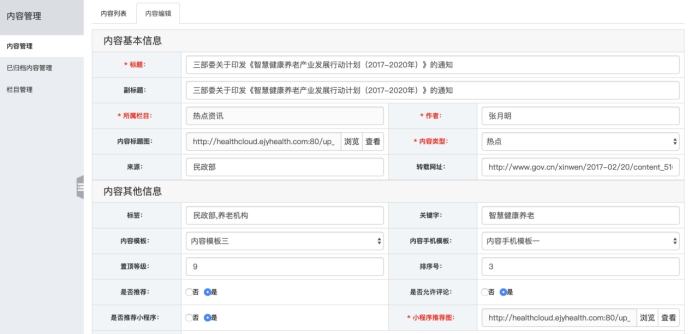 内容管理
内容列表
内容编辑
内容管理
已归档内容管理
栏目管理
内容基本信息
* 标题: 三部委关于印发《智慧健康养老产业发展行动计划（2017-2020年）》的通知
副标题: 三部委关于印发《智慧健康养老产业发展行动计划（2017-2020年）》的通知
* 所属栏目: 热点资讯 * 作者: 张月明
内容标题图: http://healthcloud.ejyhealth.com:80/up_ 浏览 查看 * 内容类型: 热点
来源: 民政部 转载网址: http://www.gov.cn/xinwen/2017-02/20/content_51
内容其他信息
标签: 民政部,养老机构 关键字: 智慧健康养老
内容模板: 内容模板三 内容手机模板: 内容手机模板一
置顶等级: 9 排序号: 3
是否推荐: 否 是 是否允许评论: 否 是
是否推荐小程序: 否 是 * 小程序推荐图: http://healthcloud.ejyhealth.com:80/up_ 浏览 查看